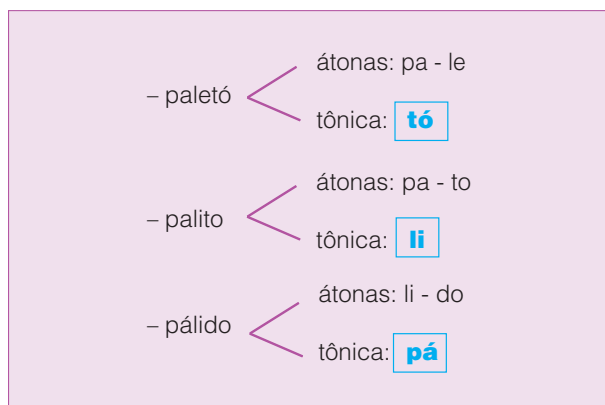 átonas: pa - le
– paletó
tônica: tó
átonas: pa - to
– palito
tônica: li
átonas: li - do
– pálido
tônica: pá